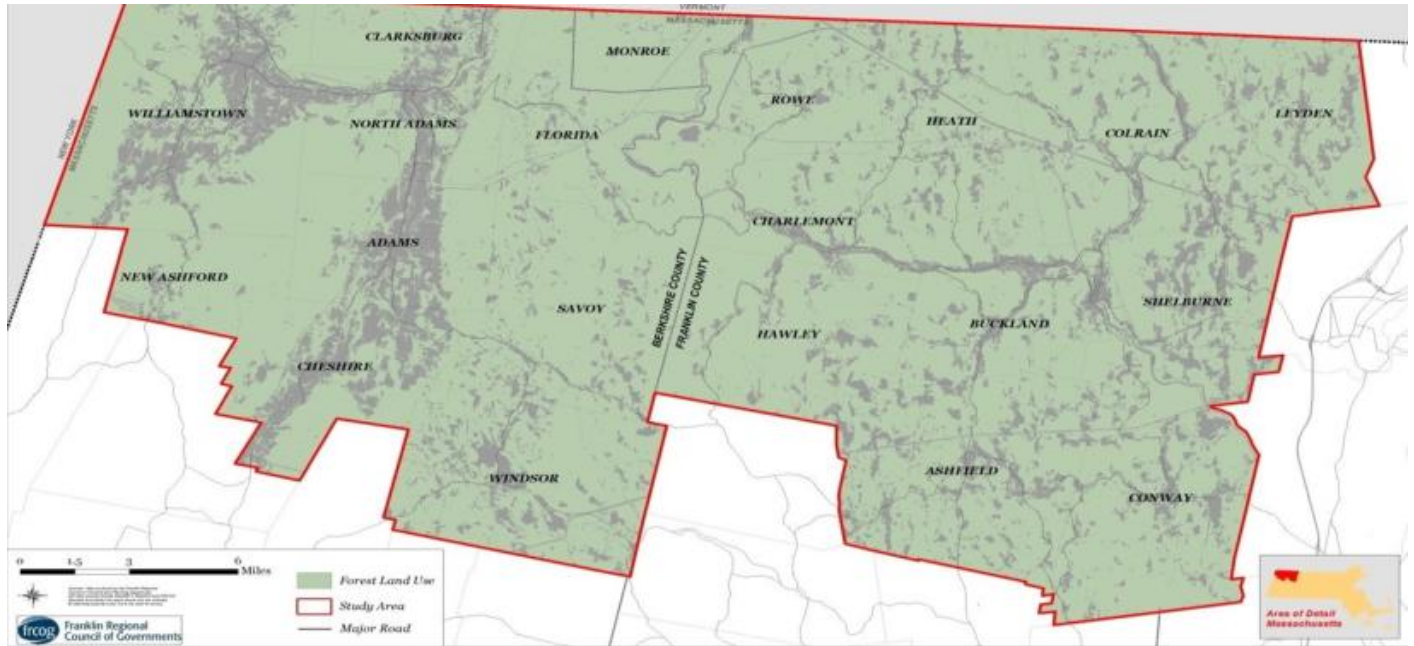 VERMONT
MASSACHUSETTS
CLARKSBURG
MONROE
ROWE
LEYDEN
WILLIAMSTOWN
NORTH ADAMS
FLORIDA
HEATH
COLRAIN
NEW YORK
MASSACHUSETTS
CHARLEMONT
ADAMS
NEW ASHFORD
BERKSHIRE COUNTY
FRANKLIN COUNTY
SAVOY
SHELBURNE
HAWLEY
BUCKLAND
CHESHIRE
WINDSOR
ASHFIELD
CONWAY
0 1.5 3 6
Miles
Forest Land Use
Study Area
Major Road
frcog
Franklin Regional
Council of Governments
Area of Detail
Massachusetts